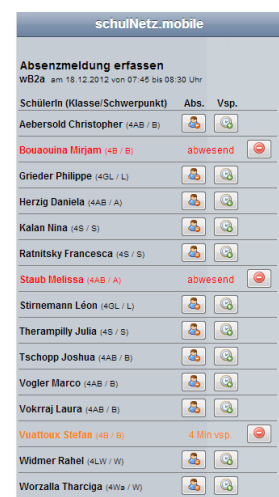 schulNetz.mobile
Absenzmeldung erfassen
wB2a am 18.12.2012 von 07:45 bis 08:30 Uhr
SchülerIn (Klasse/Schwerpunkt) Abs. Vsp.
Aebersold Christopher (4AB / B)
Bouaouina Mirjam (4B / B) abwesend
Grieder Philippe (4GL / L)
Herzig Daniela (4AB / A)
Kalan Nina (4S / S)
Ratnitsky Francesca (4S / S)
Staub Melissa (4AB / A) abwesend
Stirnemann Léon (4GL / L)
Therampilly Julia (4S / S)
Tschopp Joshua (4AB / B)
Vogler Marco (4AB / B)
Vokrraj Laura (4AB / B)
Vuattoux Stefan (4B / B) 4 Min vsp.
Widmer Rahel (4LW / W)
Worzalla Tharciga (4Wa / W)